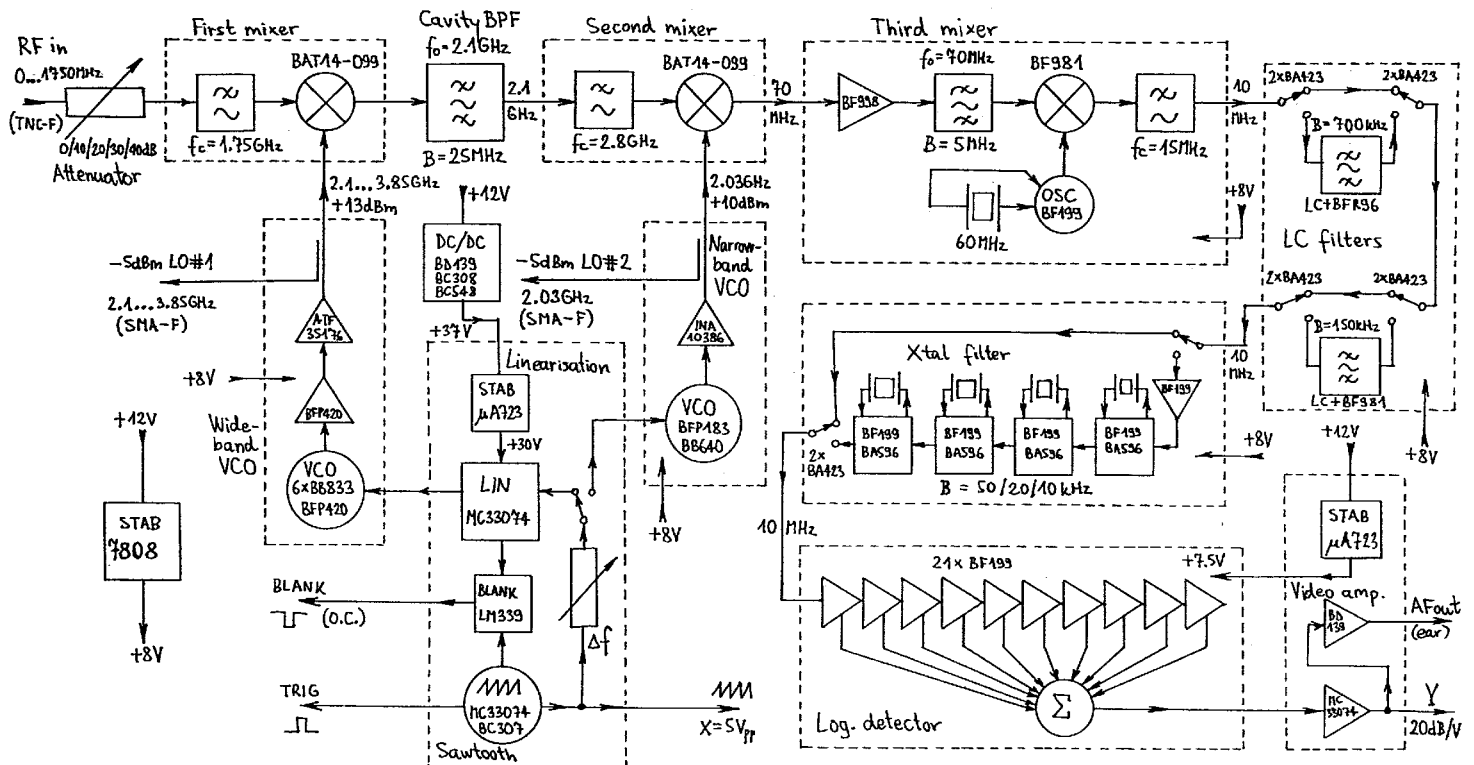 First mixer
Cavity BPF
Second mixer
Third mixer
RF in
0...1750MHz
(TNC-F)
0/10/20/30/40dB
Attenuator
fc=1.75GHz
BAT14-099
f₀=2.1GHz
B=25MHz
2.1
GHz
fc=2.8GHz
BAT14-099
70
MHz
BF998
f₀=70MHz
B=5MHz
BF981
fc=15MHz
10
MHz
OSC
BF199
60MHz
+8V
2xBA423
2xBA423
B=700kHz
LC+BFR96
LC filters
2xBA423
2xBA423
B=150kHz
LC+BF981
+8V
2.1...3.85GHz
+13dBm
-5dBm LO#1
2.1...3.85GHz
(SMA-F)
ATF
35176
+8V
BFP420
Wide-
band
VCO
VCO
6xBB833
BFP420
+12V
STAB
7808
+8V
+12V
DC/DC
BD139
BC308
BC548
+37V
-5dBm LO#2
2.03GHz
(SMA-F)
2.03GHz
+10dBm
Narrow-
band
VCO
INA
10386
VCO
BFP183
BB640
+8V
Linearisation
STAB
µA723
+30V
LIN
MC33074
BLANK
(O.C.)
BLANK
LM339
Δf
TRIG
MC33074
BC307
Sawtooth
X=5Vpp
10
MHz
Xtal filter
BF199
BF199
BA596
BF199
BA596
BF199
BA596
BF199
BA596
2x
BA423
B = 50/20/10kHz
+8V
10 MHz
21x BF199
+7.5V
Σ
Log. detector
+12V
STAB
µA723
Video amp.
BD
139
AFout
(ear)
MC
33074
Y
20dB/V